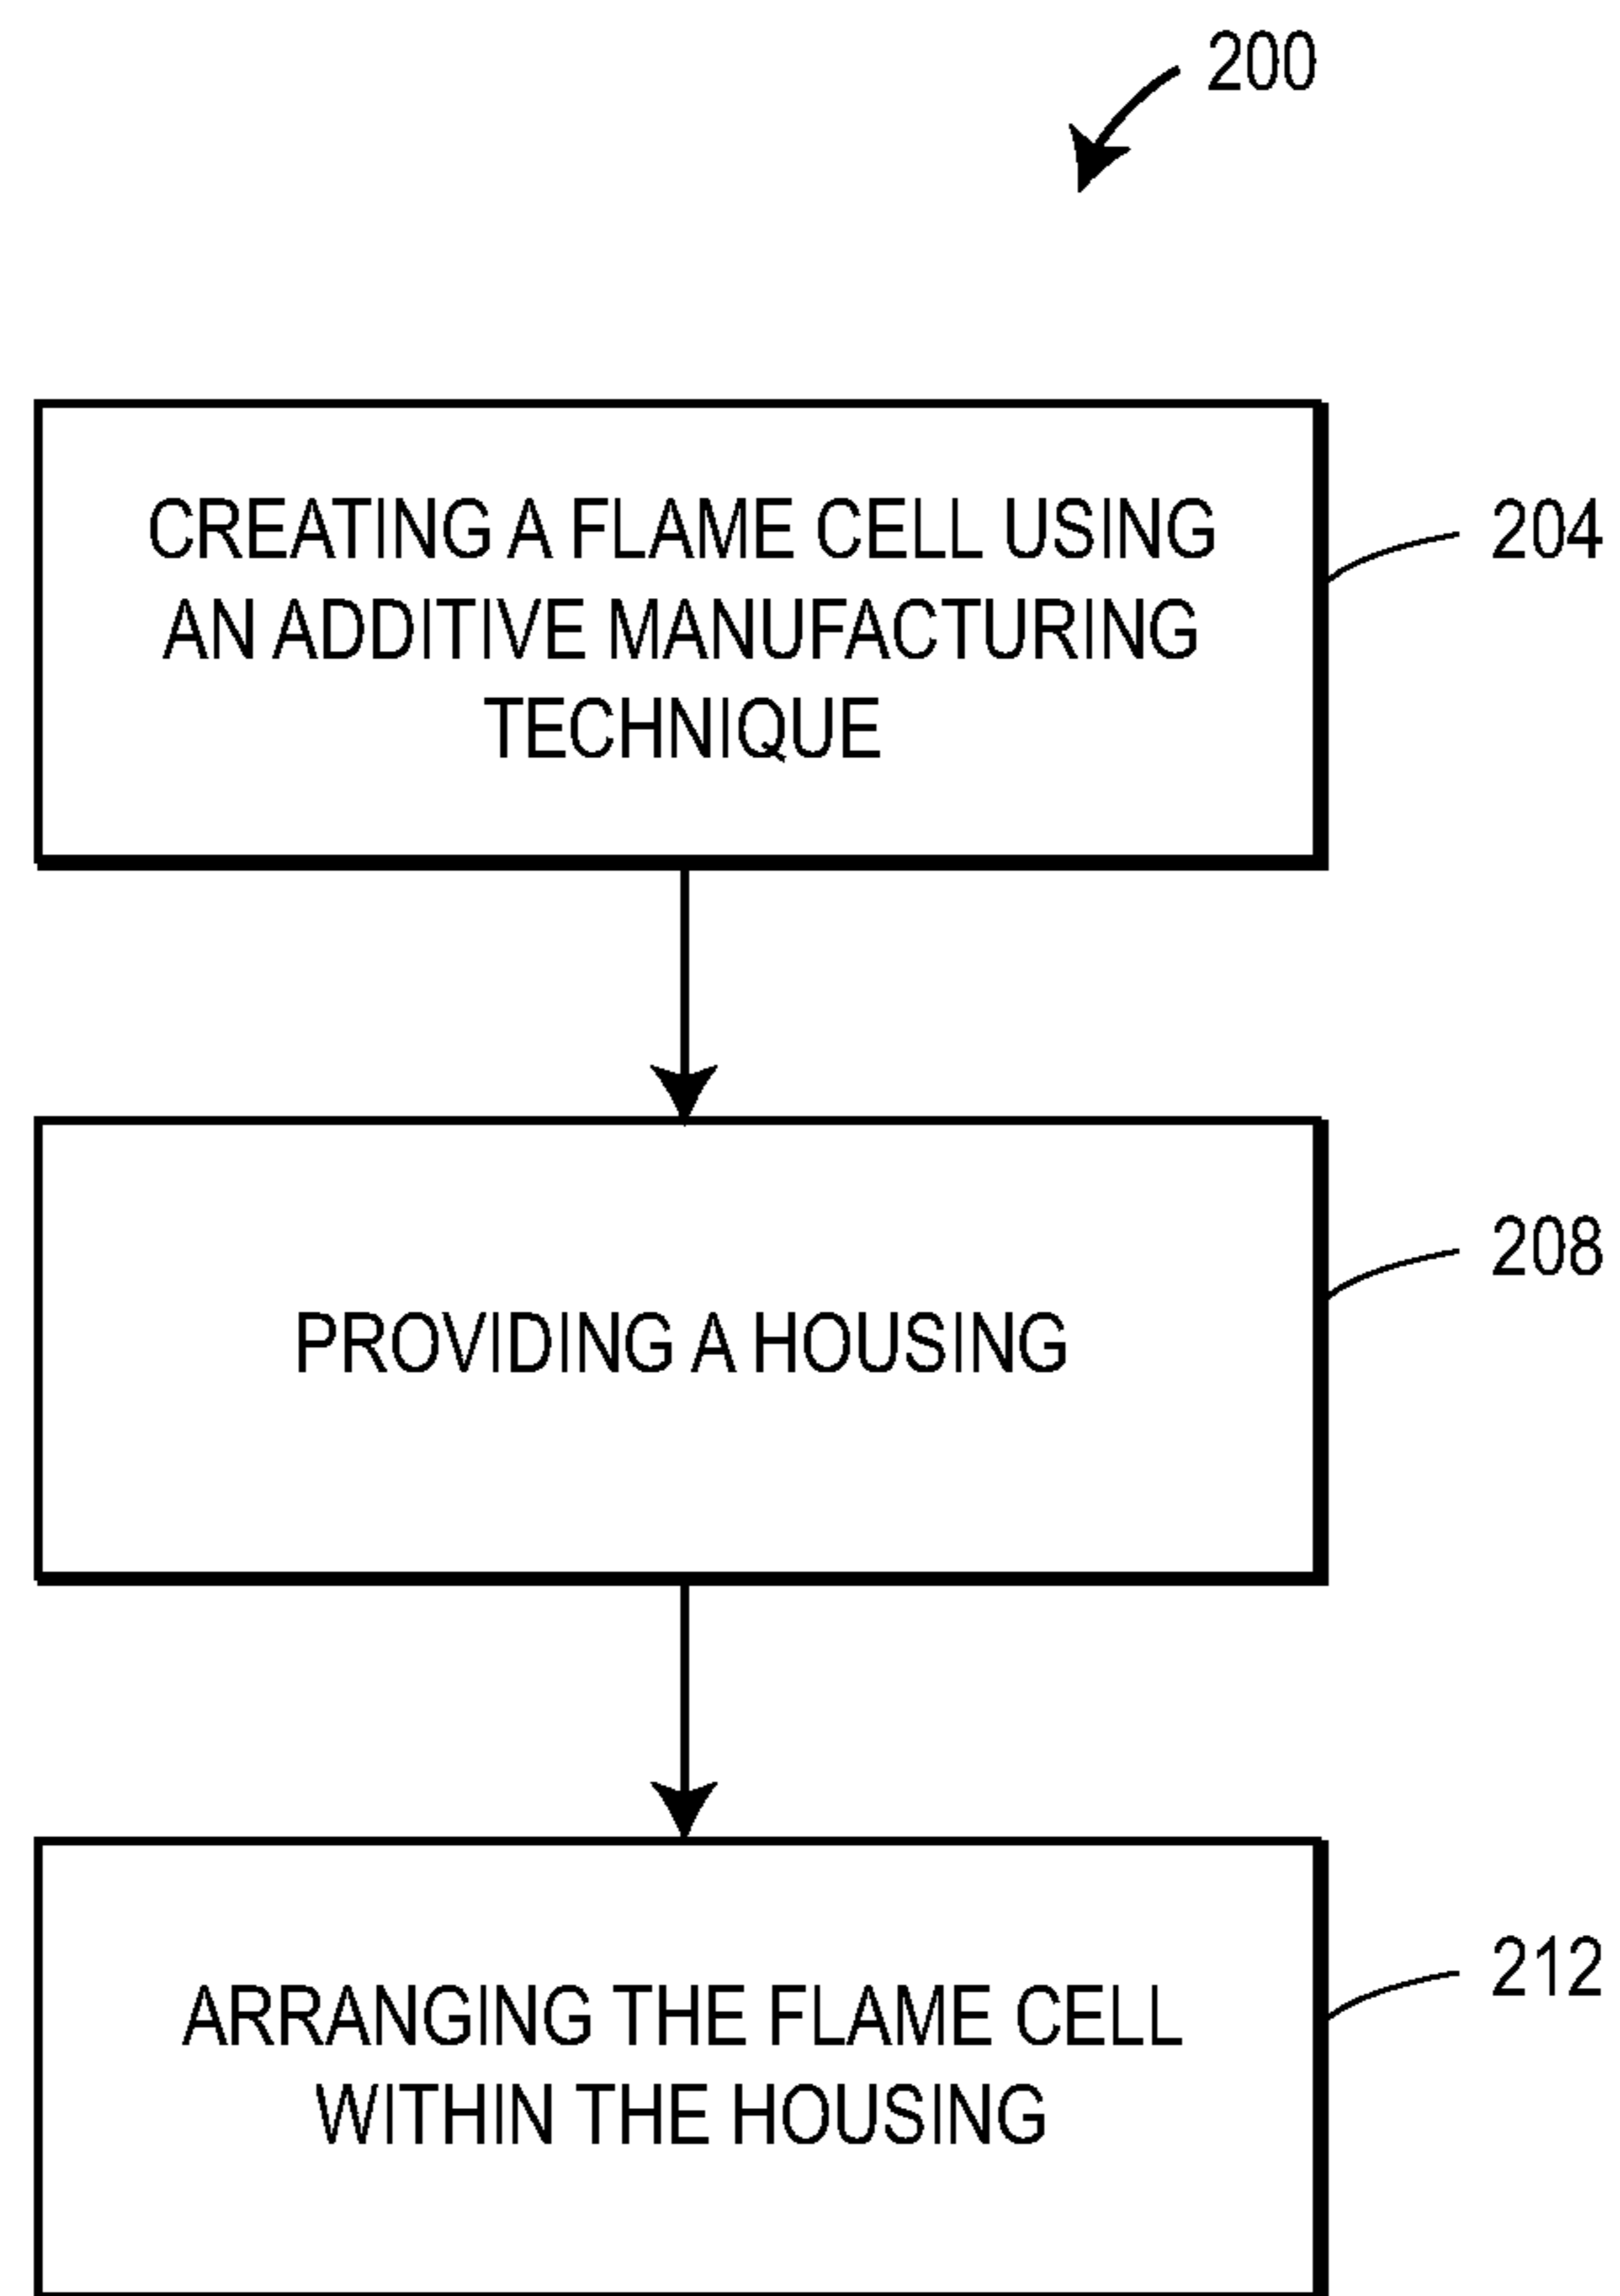 200
CREATING A FLAME CELL USING
AN ADDITIVE MANUFACTURING
TECHNIQUE
204
PROVIDING A HOUSING
208
ARRANGING THE FLAME CELL
WITHIN THE HOUSING
212